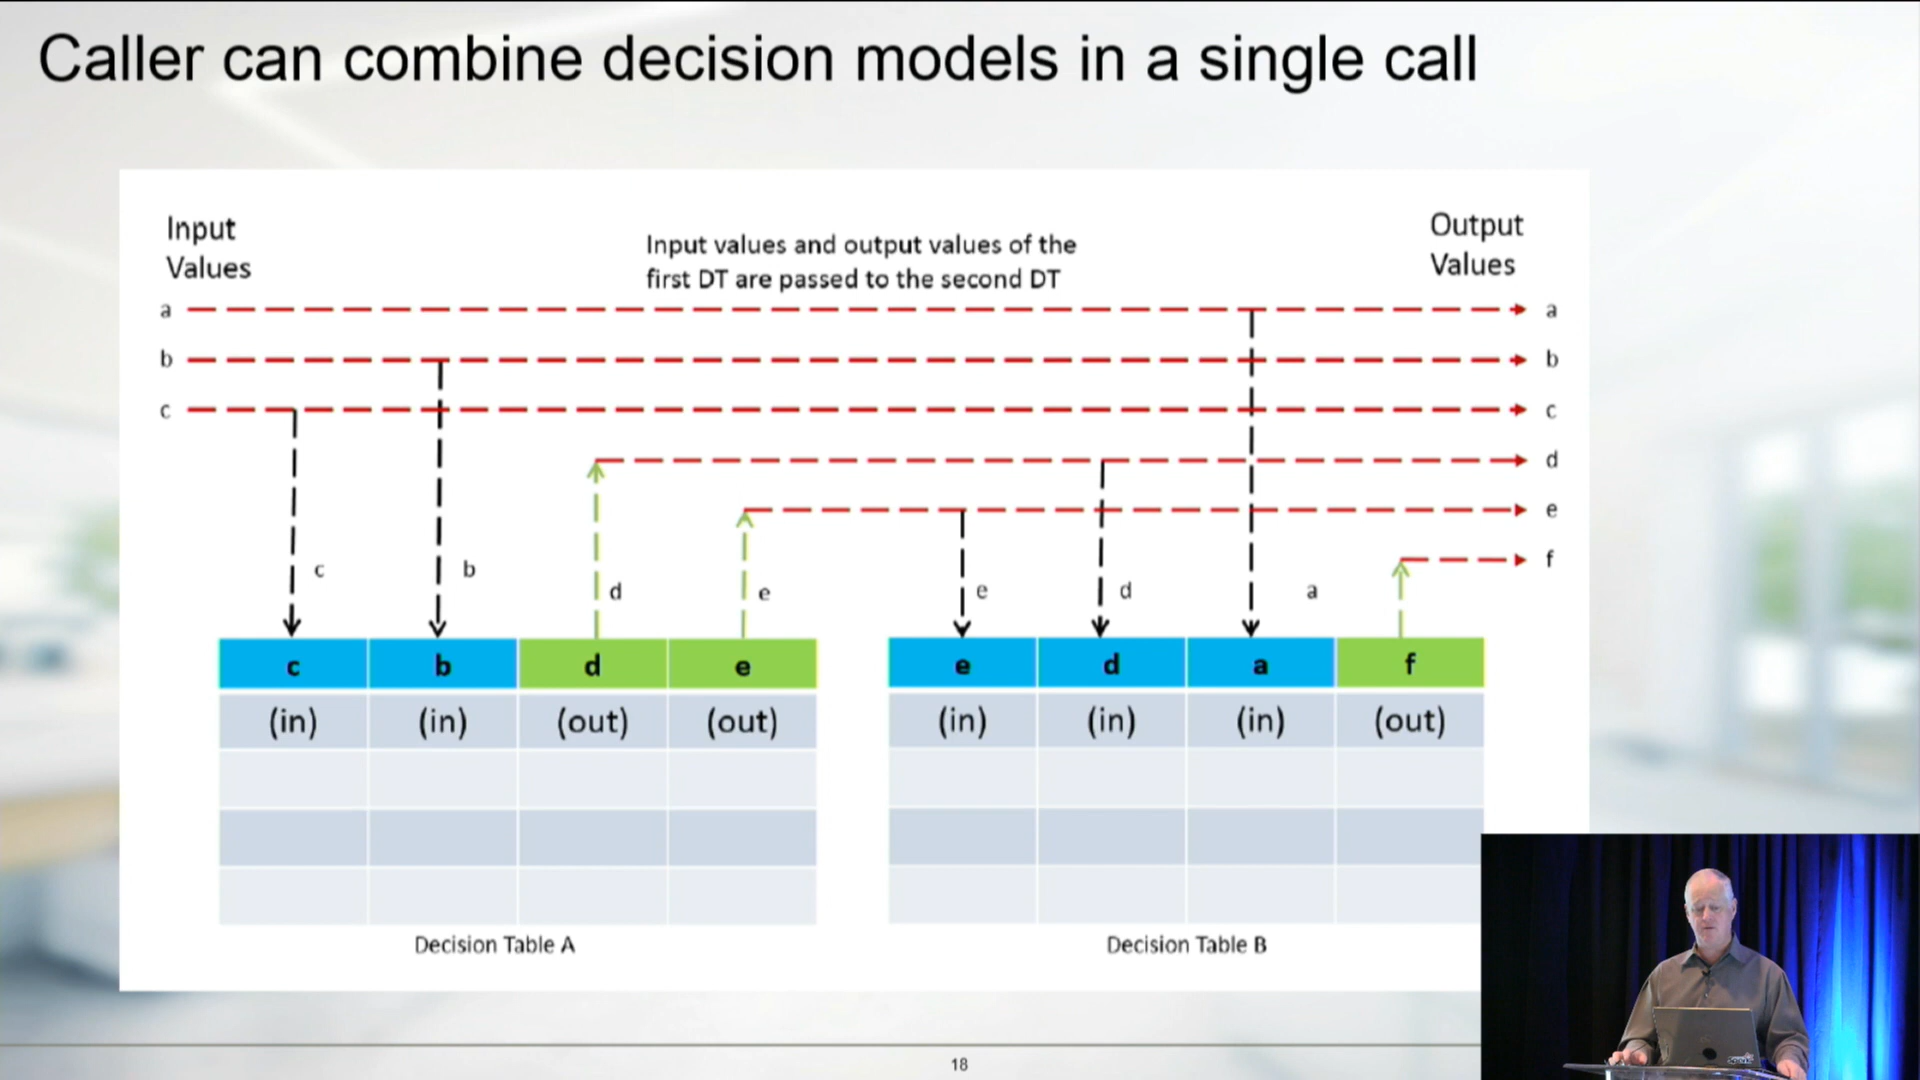 Caller can combine decision models in a single call
Input
Values
Input values and output values of the
first DT are passed to the second DT
Output
Values
a
a
b
b
c
c
d
e
f
c
b
d
e
e
d
a
c b d e
e d a f
(in) (in) (out) (out)
(in) (in) (in) (out)
Decision Table A
Decision Table B
18